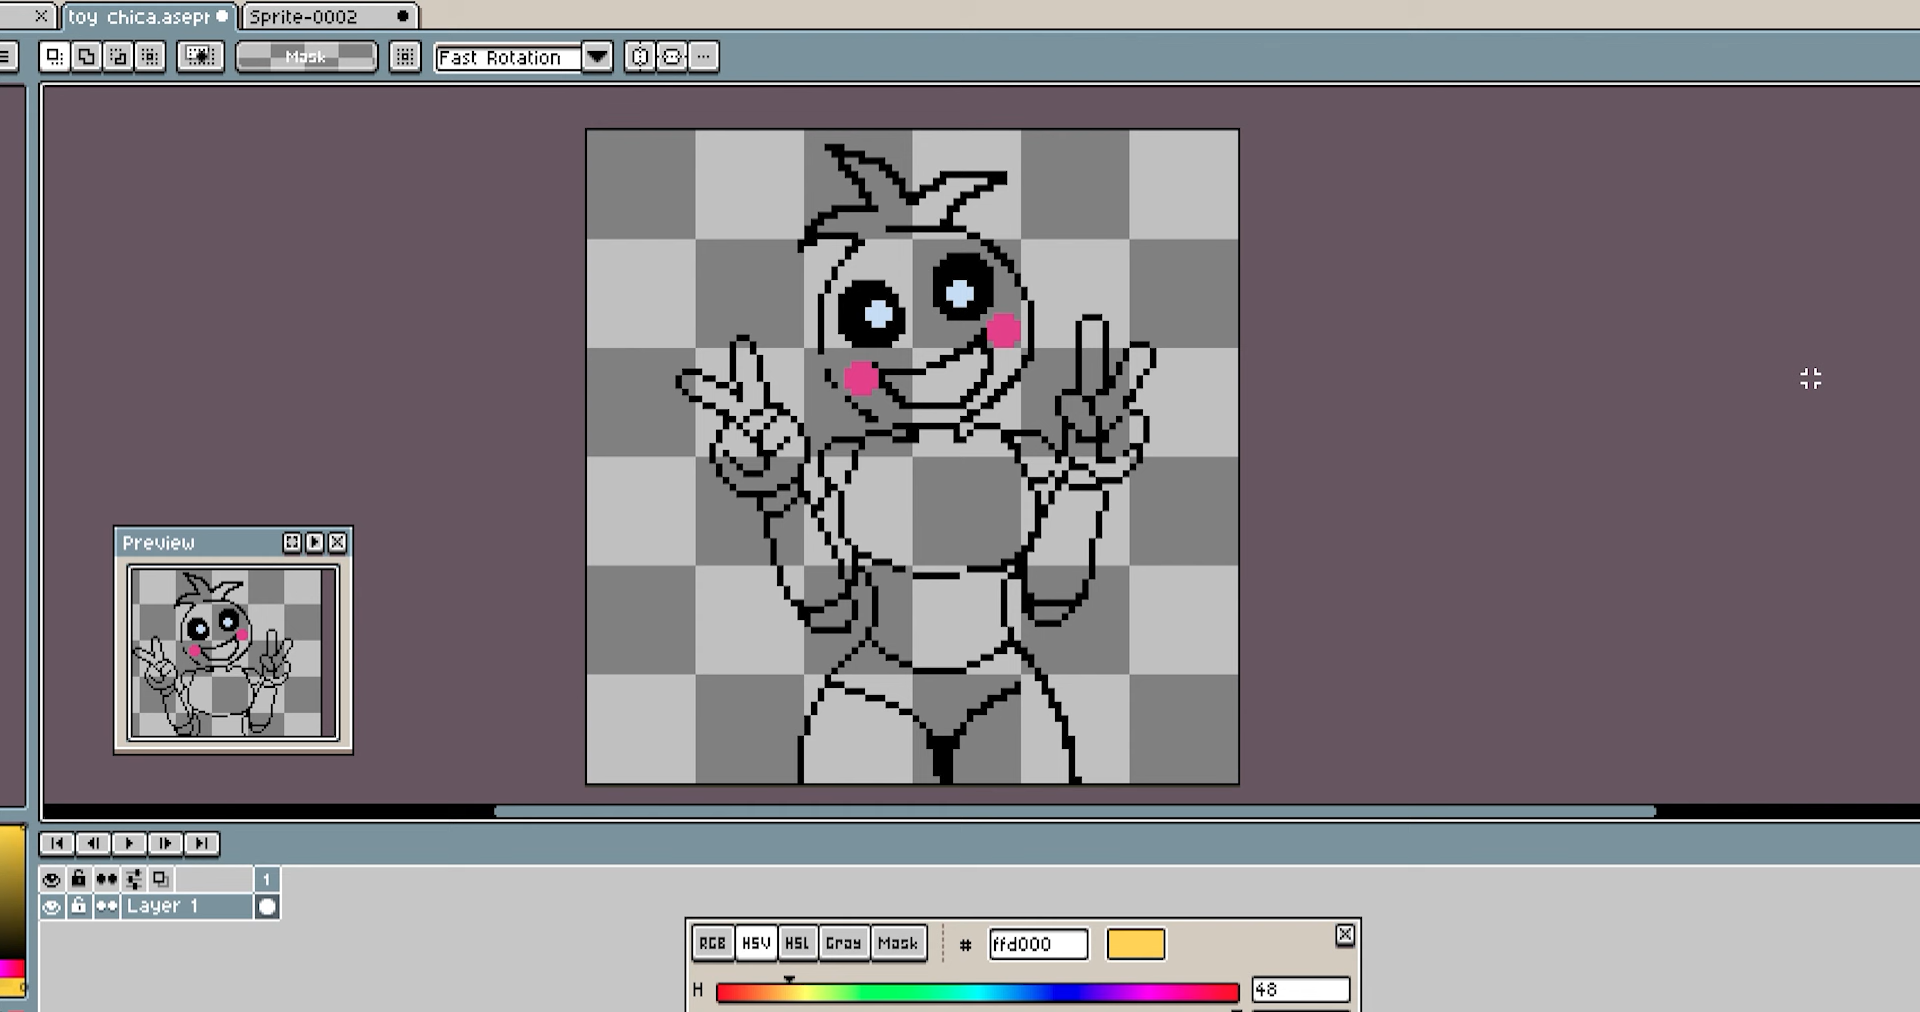 toy chica.asepr
Sprite-0002
Mask
Fast Rotation
Preview
1
Layer 1
RGB HSV HSL Gray Mask # ffd000
H 48